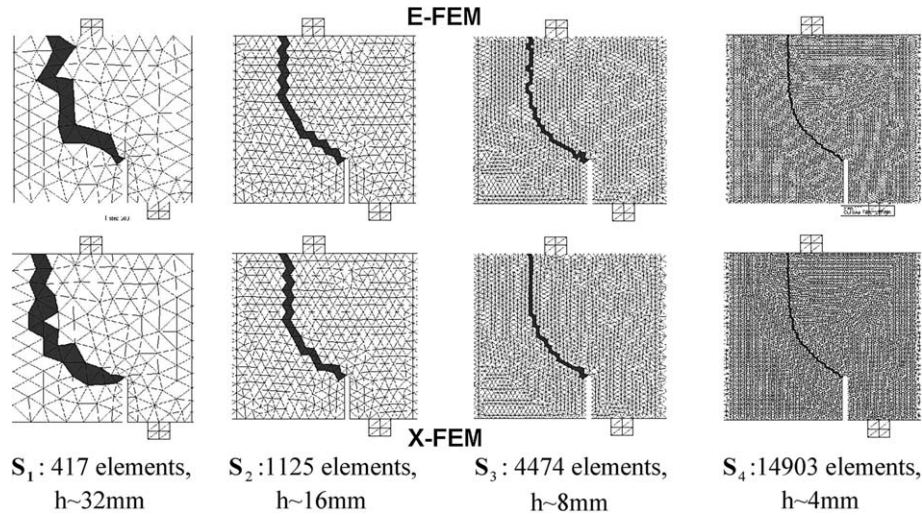 E-FEM
X-FEM
S₁ : 417 elements, h~32mm
S₂ :1125 elements, h~16mm
S₃ : 4474 elements, h~8mm
S₄ :14903 elements, h~4mm